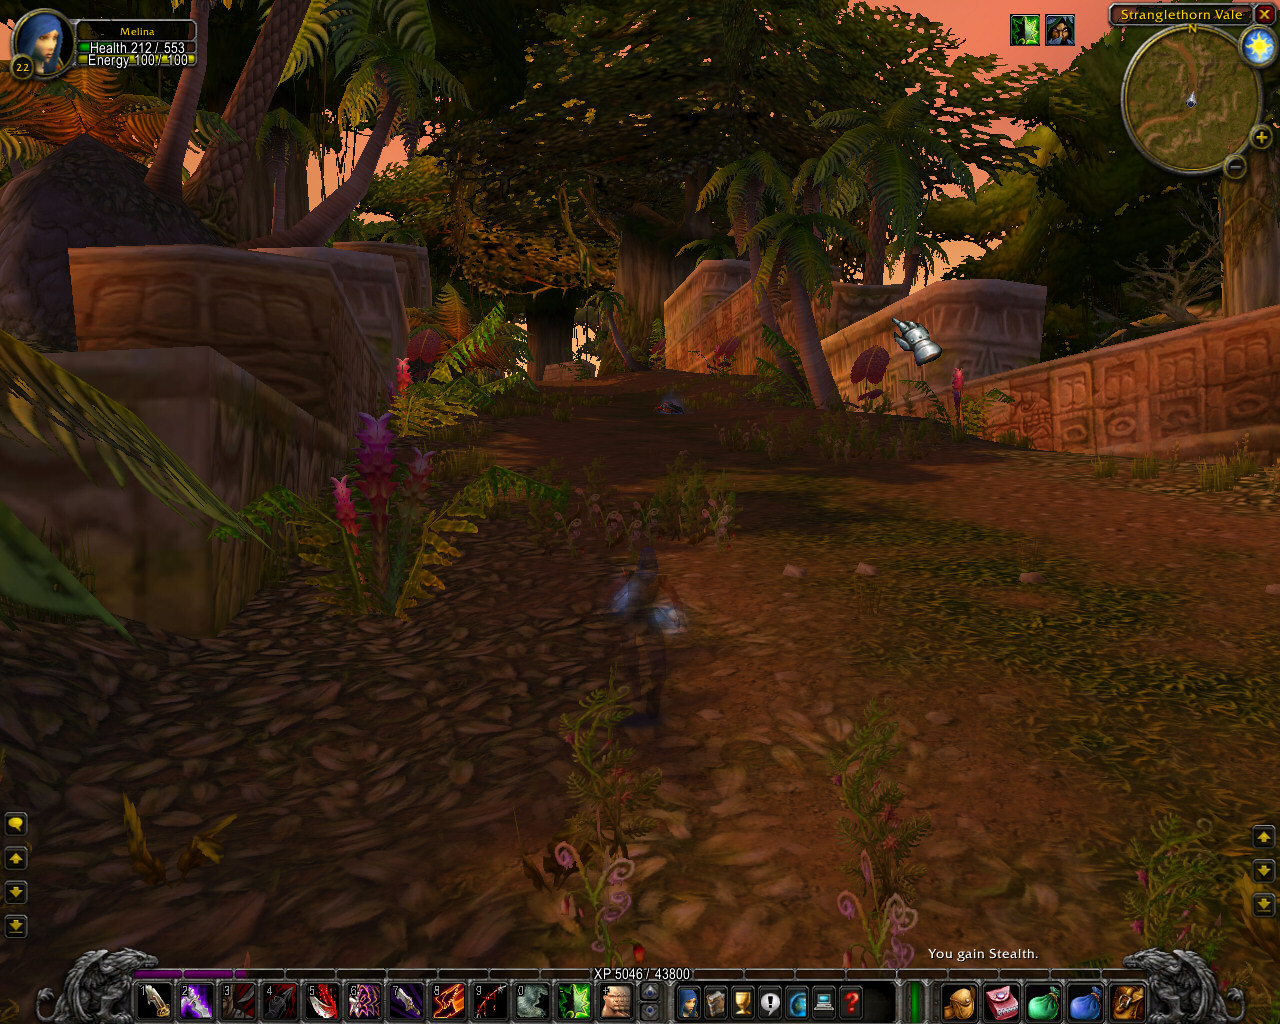 Melina
Health 212 / 553
Energy 100 / 100
22
Stranglethorn Vale
N
You gain Stealth.
XP 5046 / 43800
1 2 3 4 5 6 7 8 9 0 - +